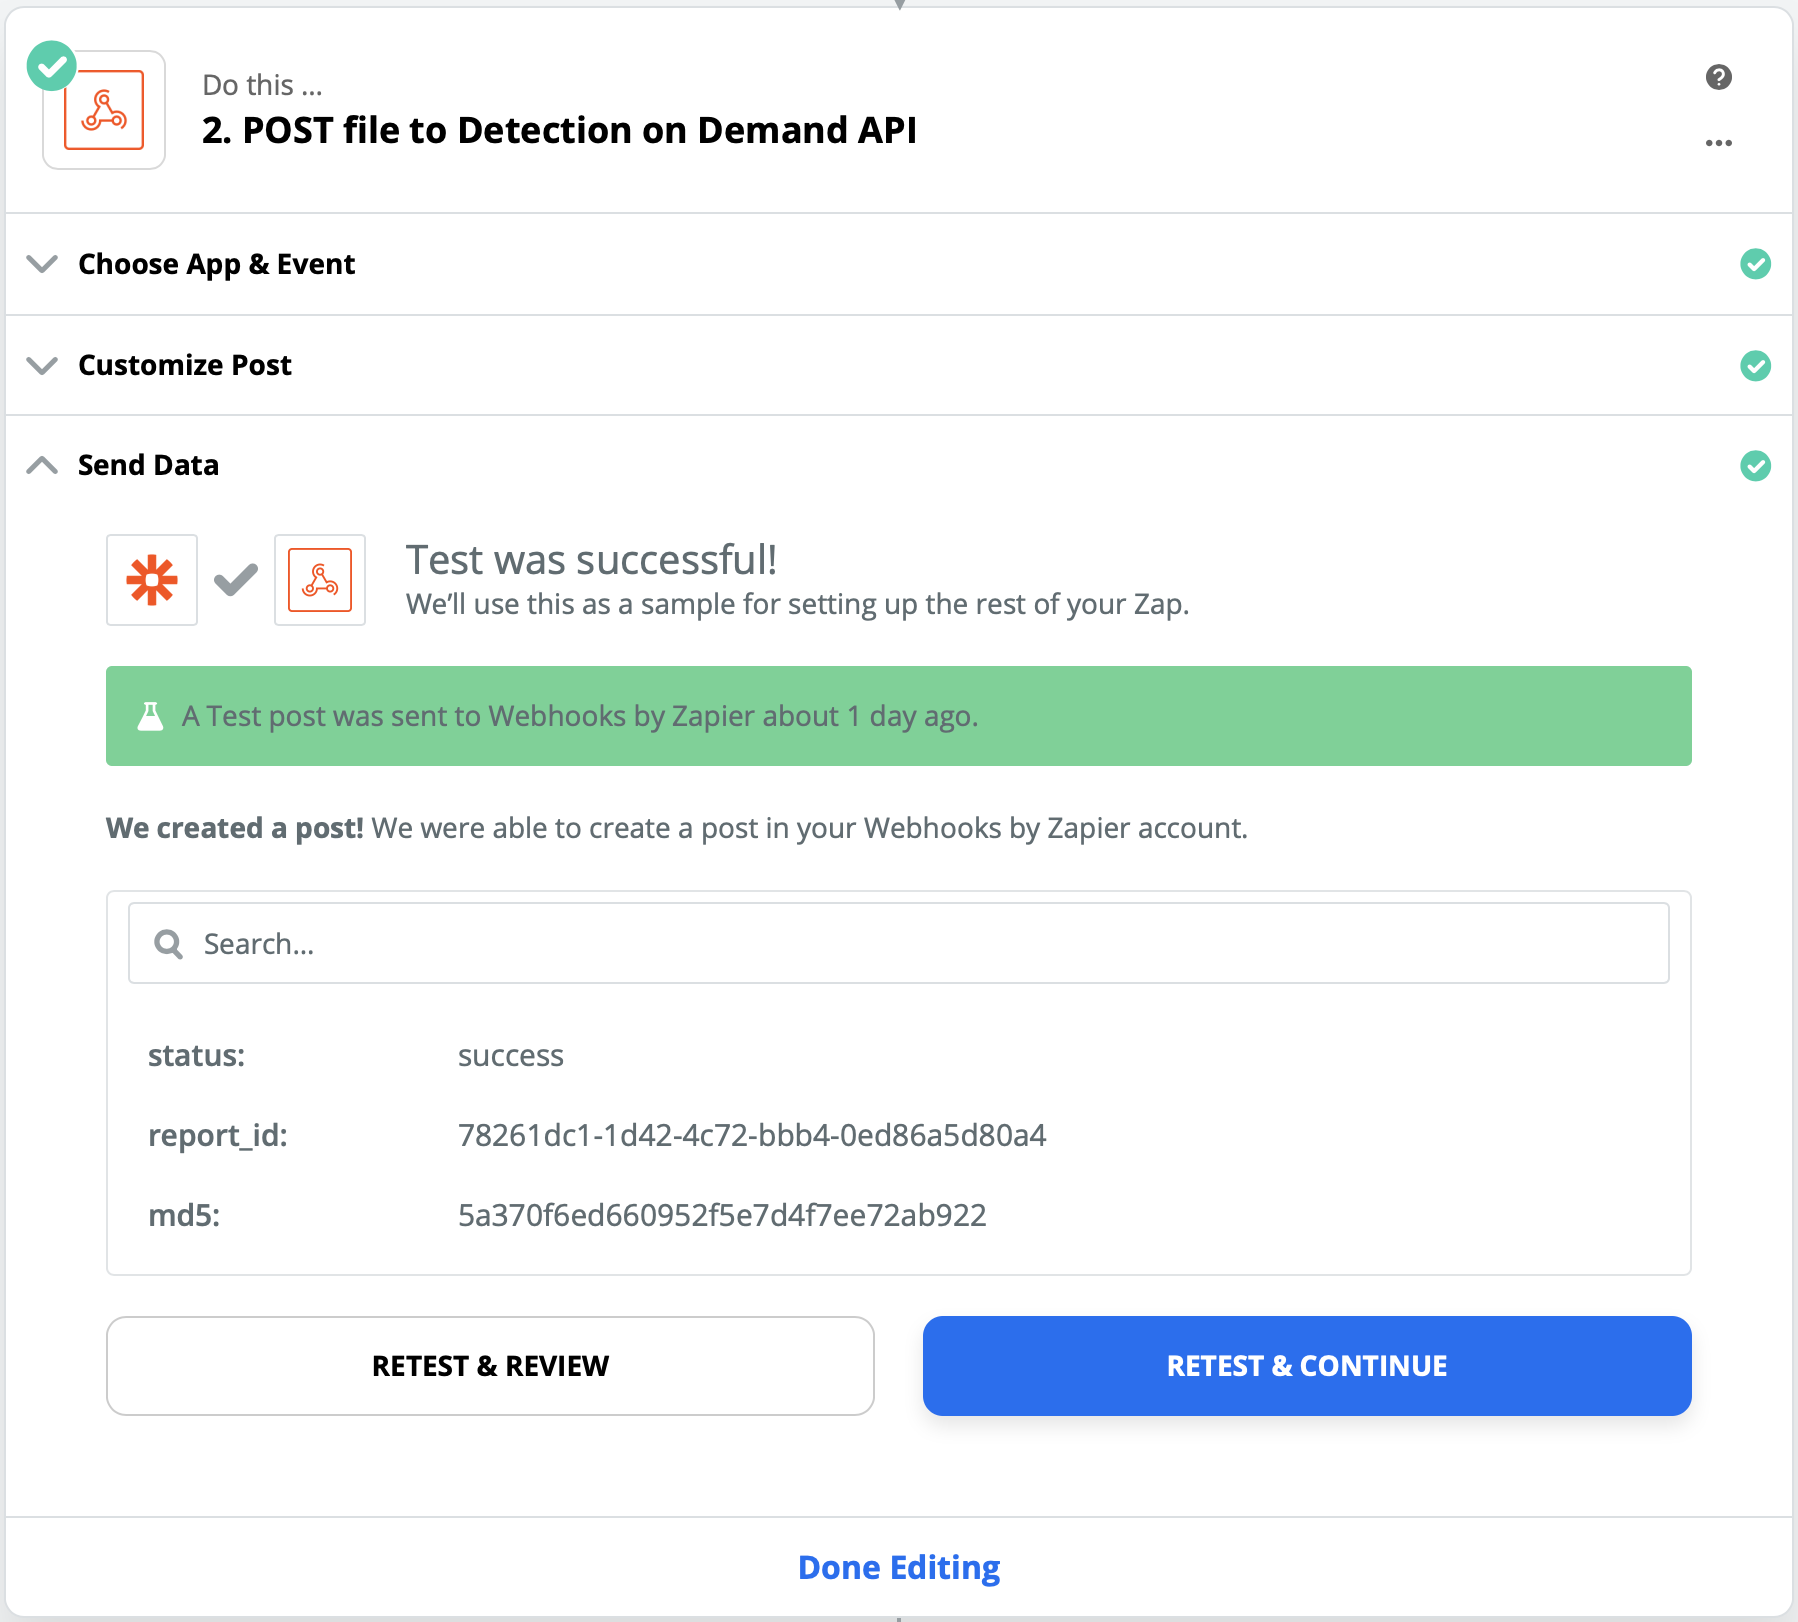 Do this ...
2. POST file to Detection on Demand API
Choose App & Event
Customize Post
Send Data
Test was successful!
We’ll use this as a sample for setting up the rest of your Zap.
A Test post was sent to Webhooks by Zapier about 1 day ago.
We created a post! We were able to create a post in your Webhooks by Zapier account.
Search...
status: success
report_id: 78261dc1-1d42-4c72-bbb4-0ed86a5d80a4
md5: 5a370f6ed660952f5e7d4f7ee72ab922
RETEST & REVIEW
RETEST & CONTINUE
Done Editing